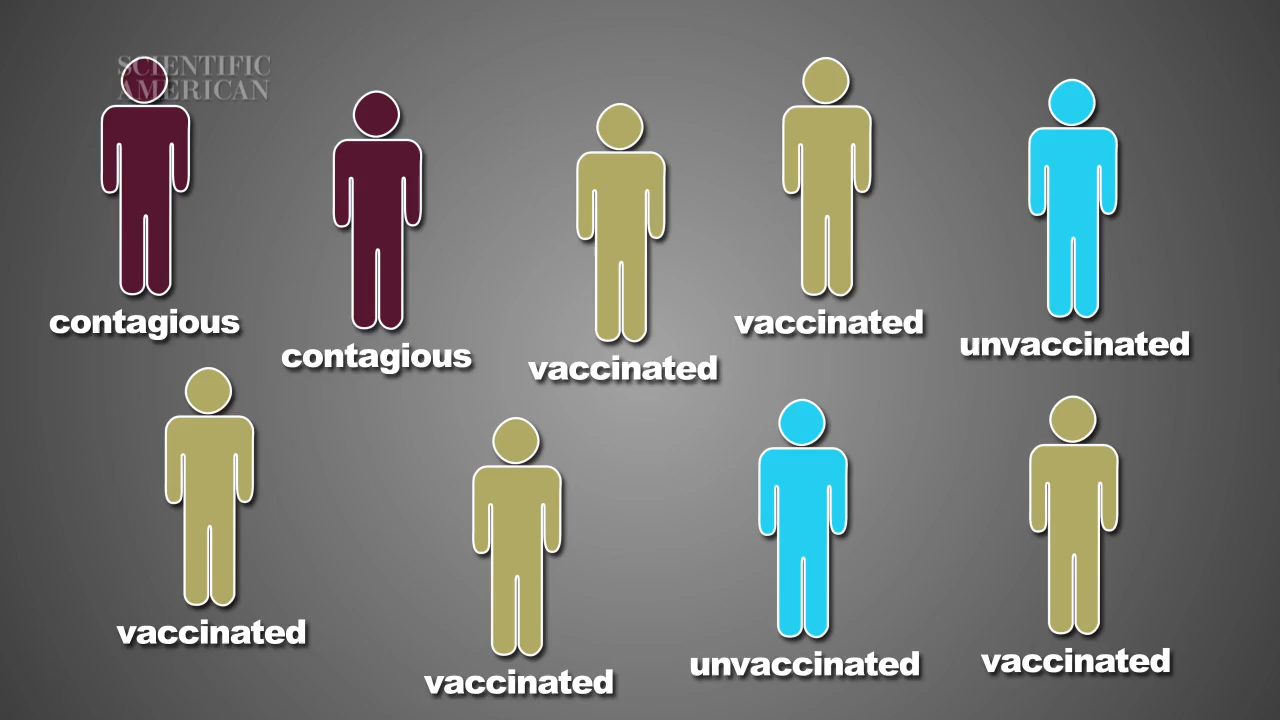 SCIENTIFIC
AMERICAN
contagious
contagious
vaccinated
vaccinated
unvaccinated
vaccinated
vaccinated
unvaccinated
vaccinated